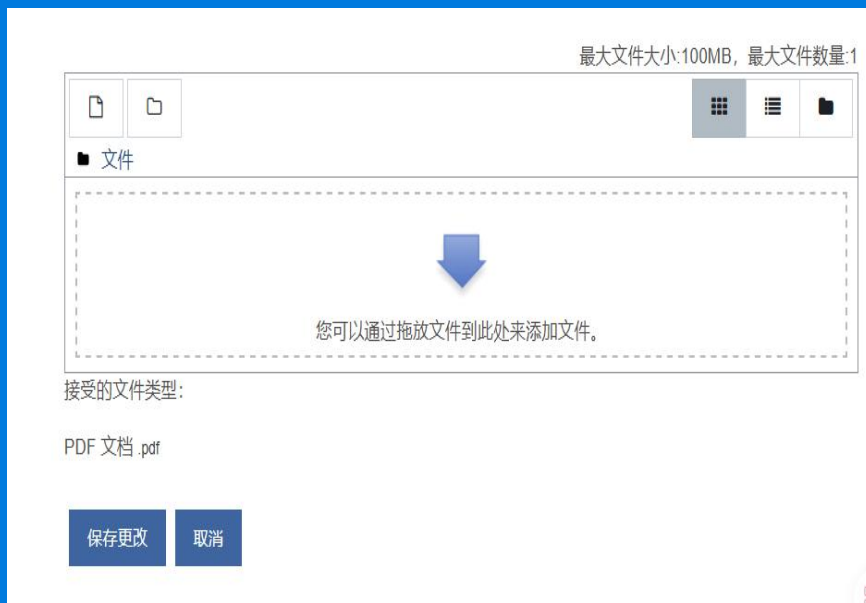 最大文件大小:100MB，最大文件数量:1
文件
您可以通过拖放文件到此处来添加文件。
接受的文件类型：
PDF 文档 .pdf
保存更改 取消